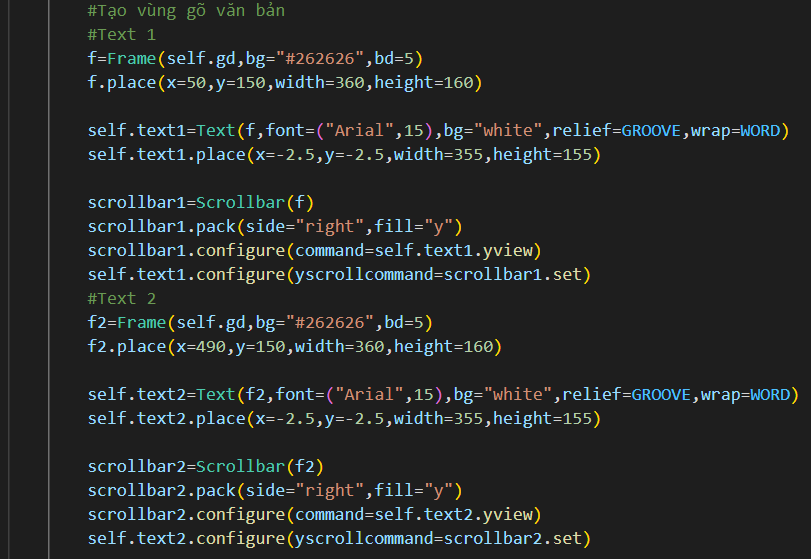 #Tạo vùng gõ văn bản
#Text 1
f=Frame(self.gd,bg="#262626",bd=5)
f.place(x=50,y=150,width=360,height=160)
self.text1=Text(f,font=("Arial",15),bg="white",relief=GROOVE,wrap=WORD)
self.text1.place(x=-2.5,y=-2.5,width=355,height=155)
scrollbar1=Scrollbar(f)
scrollbar1.pack(side="right",fill="y")
scrollbar1.configure(command=self.text1.yview)
self.text1.configure(yscrollcommand=scrollbar1.set)
#Text 2
f2=Frame(self.gd,bg="#262626",bd=5)
f2.place(x=490,y=150,width=360,height=160)
self.text2=Text(f2,font=("Arial",15),bg="white",relief=GROOVE,wrap=WORD)
self.text2.place(x=-2.5,y=-2.5,width=355,height=155)
scrollbar2=Scrollbar(f2)
scrollbar2.pack(side="right",fill="y")
scrollbar2.configure(command=self.text2.yview)
self.text2.configure(yscrollcommand=scrollbar2.set)